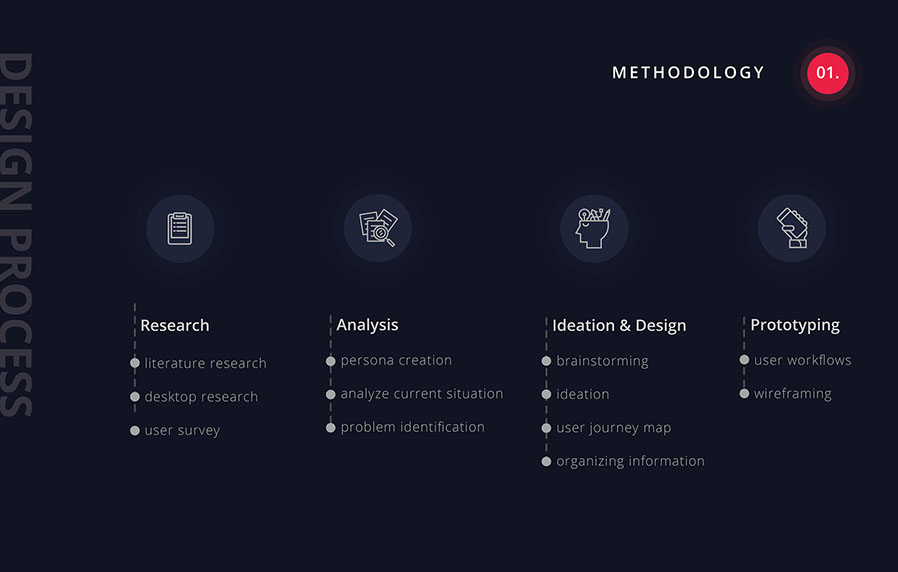 DESIGN PROCESS
METHODOLOGY
01.
Research
literature research
desktop research
user survey
Analysis
persona creation
analyze current situation
problem identification
Ideation & Design
brainstorming
ideation
user journey map
organizing information
Prototyping
user workflows
wireframing